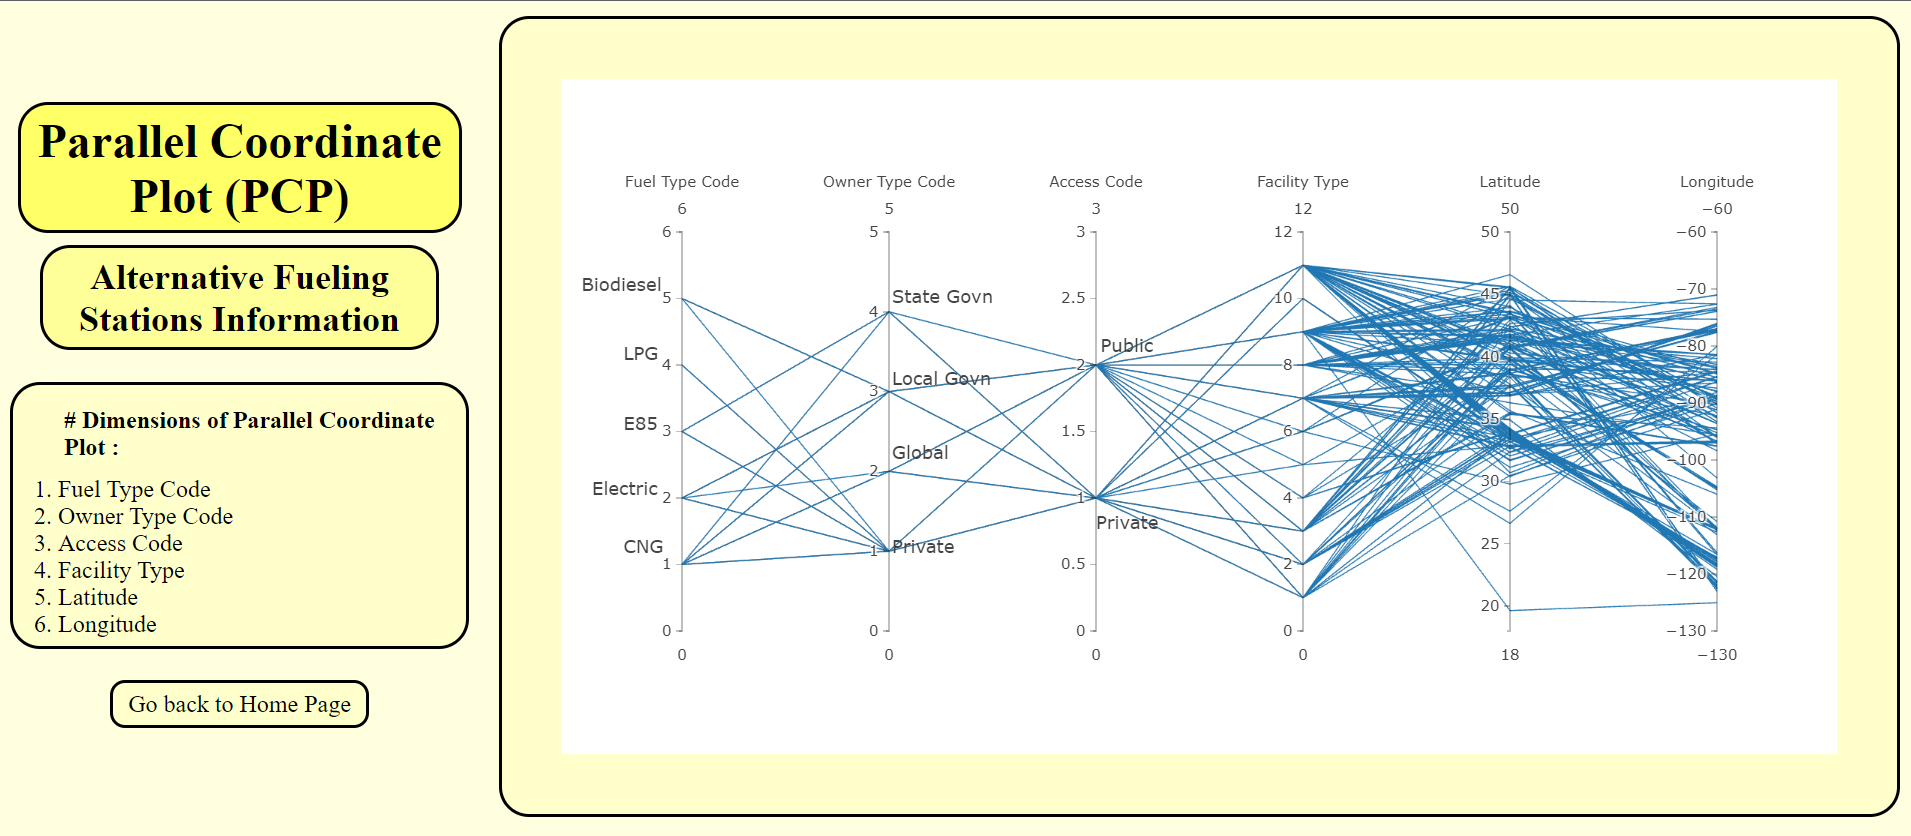 Parallel Coordinate
Plot (PCP)
Alternative Fueling
Stations Information
# Dimensions of Parallel Coordinate
Plot :
1. Fuel Type Code
2. Owner Type Code
3. Access Code
4. Facility Type
5. Latitude
6. Longitude
Go back to Home Page
Fuel Type Code
6
6
Biodiesel
5
LPG
4
E85
3
Electric
2
CNG
1
0
0
Owner Type Code
5
5
State Govn
4
Local Govn
3
Global
2
Private
1
0
0
Access Code
3
3
2.5
Public
2
1.5
1
Private
0.5
0
0
Facility Type
12
12
10
8
6
4
2
0
0
Latitude
50
50
45
40
35
30
25
20
18
Longitude
−60
−60
−70
−80
−90
−100
−110
−120
−130
−130